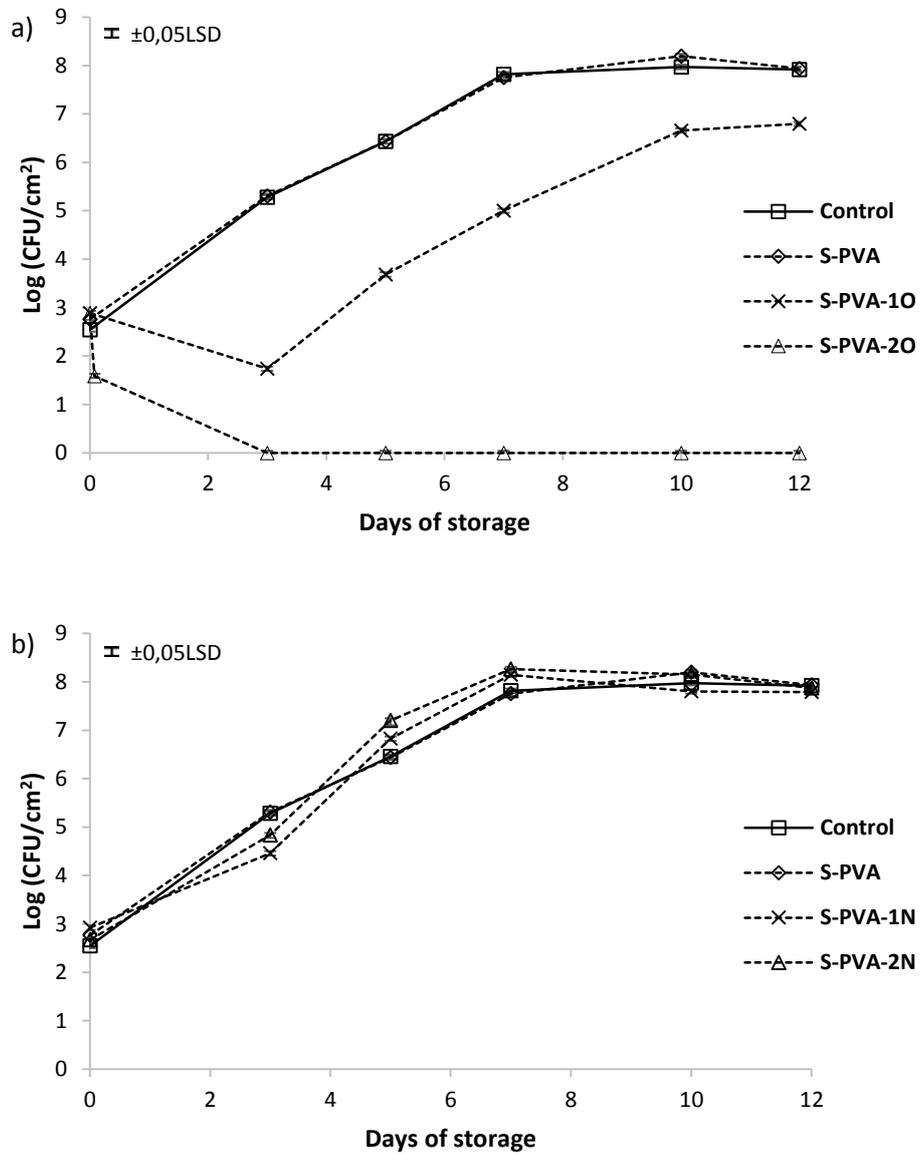 a)
9
±0,05LSD
8
7
6
5
4
3
2
1
0
Log (CFU/cm²)
0 2 4 6 8 10 12
Days of storage
Control
S-PVA
S-PVA-1O
S-PVA-2O
b)
9
±0,05LSD
8
7
6
5
4
3
2
1
0
Log (CFU/cm²)
0 2 4 6 8 10 12
Days of storage
Control
S-PVA
S-PVA-1N
S-PVA-2N